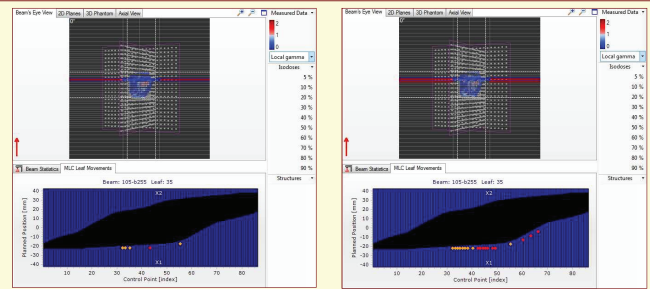 Beam's Eye View 2D Planes 3D Phantom Axial View
Measured Data
0°
2
1
0
Local gamma
Isodoses
5 %
10 %
20 %
30 %
40 %
50 %
60 %
70 %
80 %
90 %
Structures
Beam Statistics MLC Leaf Movements
Beam: 105-b255 Leaf: 35
X2
X1
Planned Position [mm]
40
30
20
10
0
-10
-20
-30
-40
10 20 30 40 50 60 70 80
Control Point [index]
Beam's Eye View 2D Planes 3D Phantom Axial View
Measured Data
0°
2
1
0
Local gamma
Isodoses
5 %
10 %
20 %
30 %
40 %
50 %
60 %
70 %
80 %
90 %
Structures
Beam Statistics MLC Leaf Movements
Beam: 105-b255 Leaf: 35
X2
X1
Planned Position [mm]
40
30
20
10
0
-10
-20
-30
-40
10 20 30 40 50 60 70 80
Control Point [index]